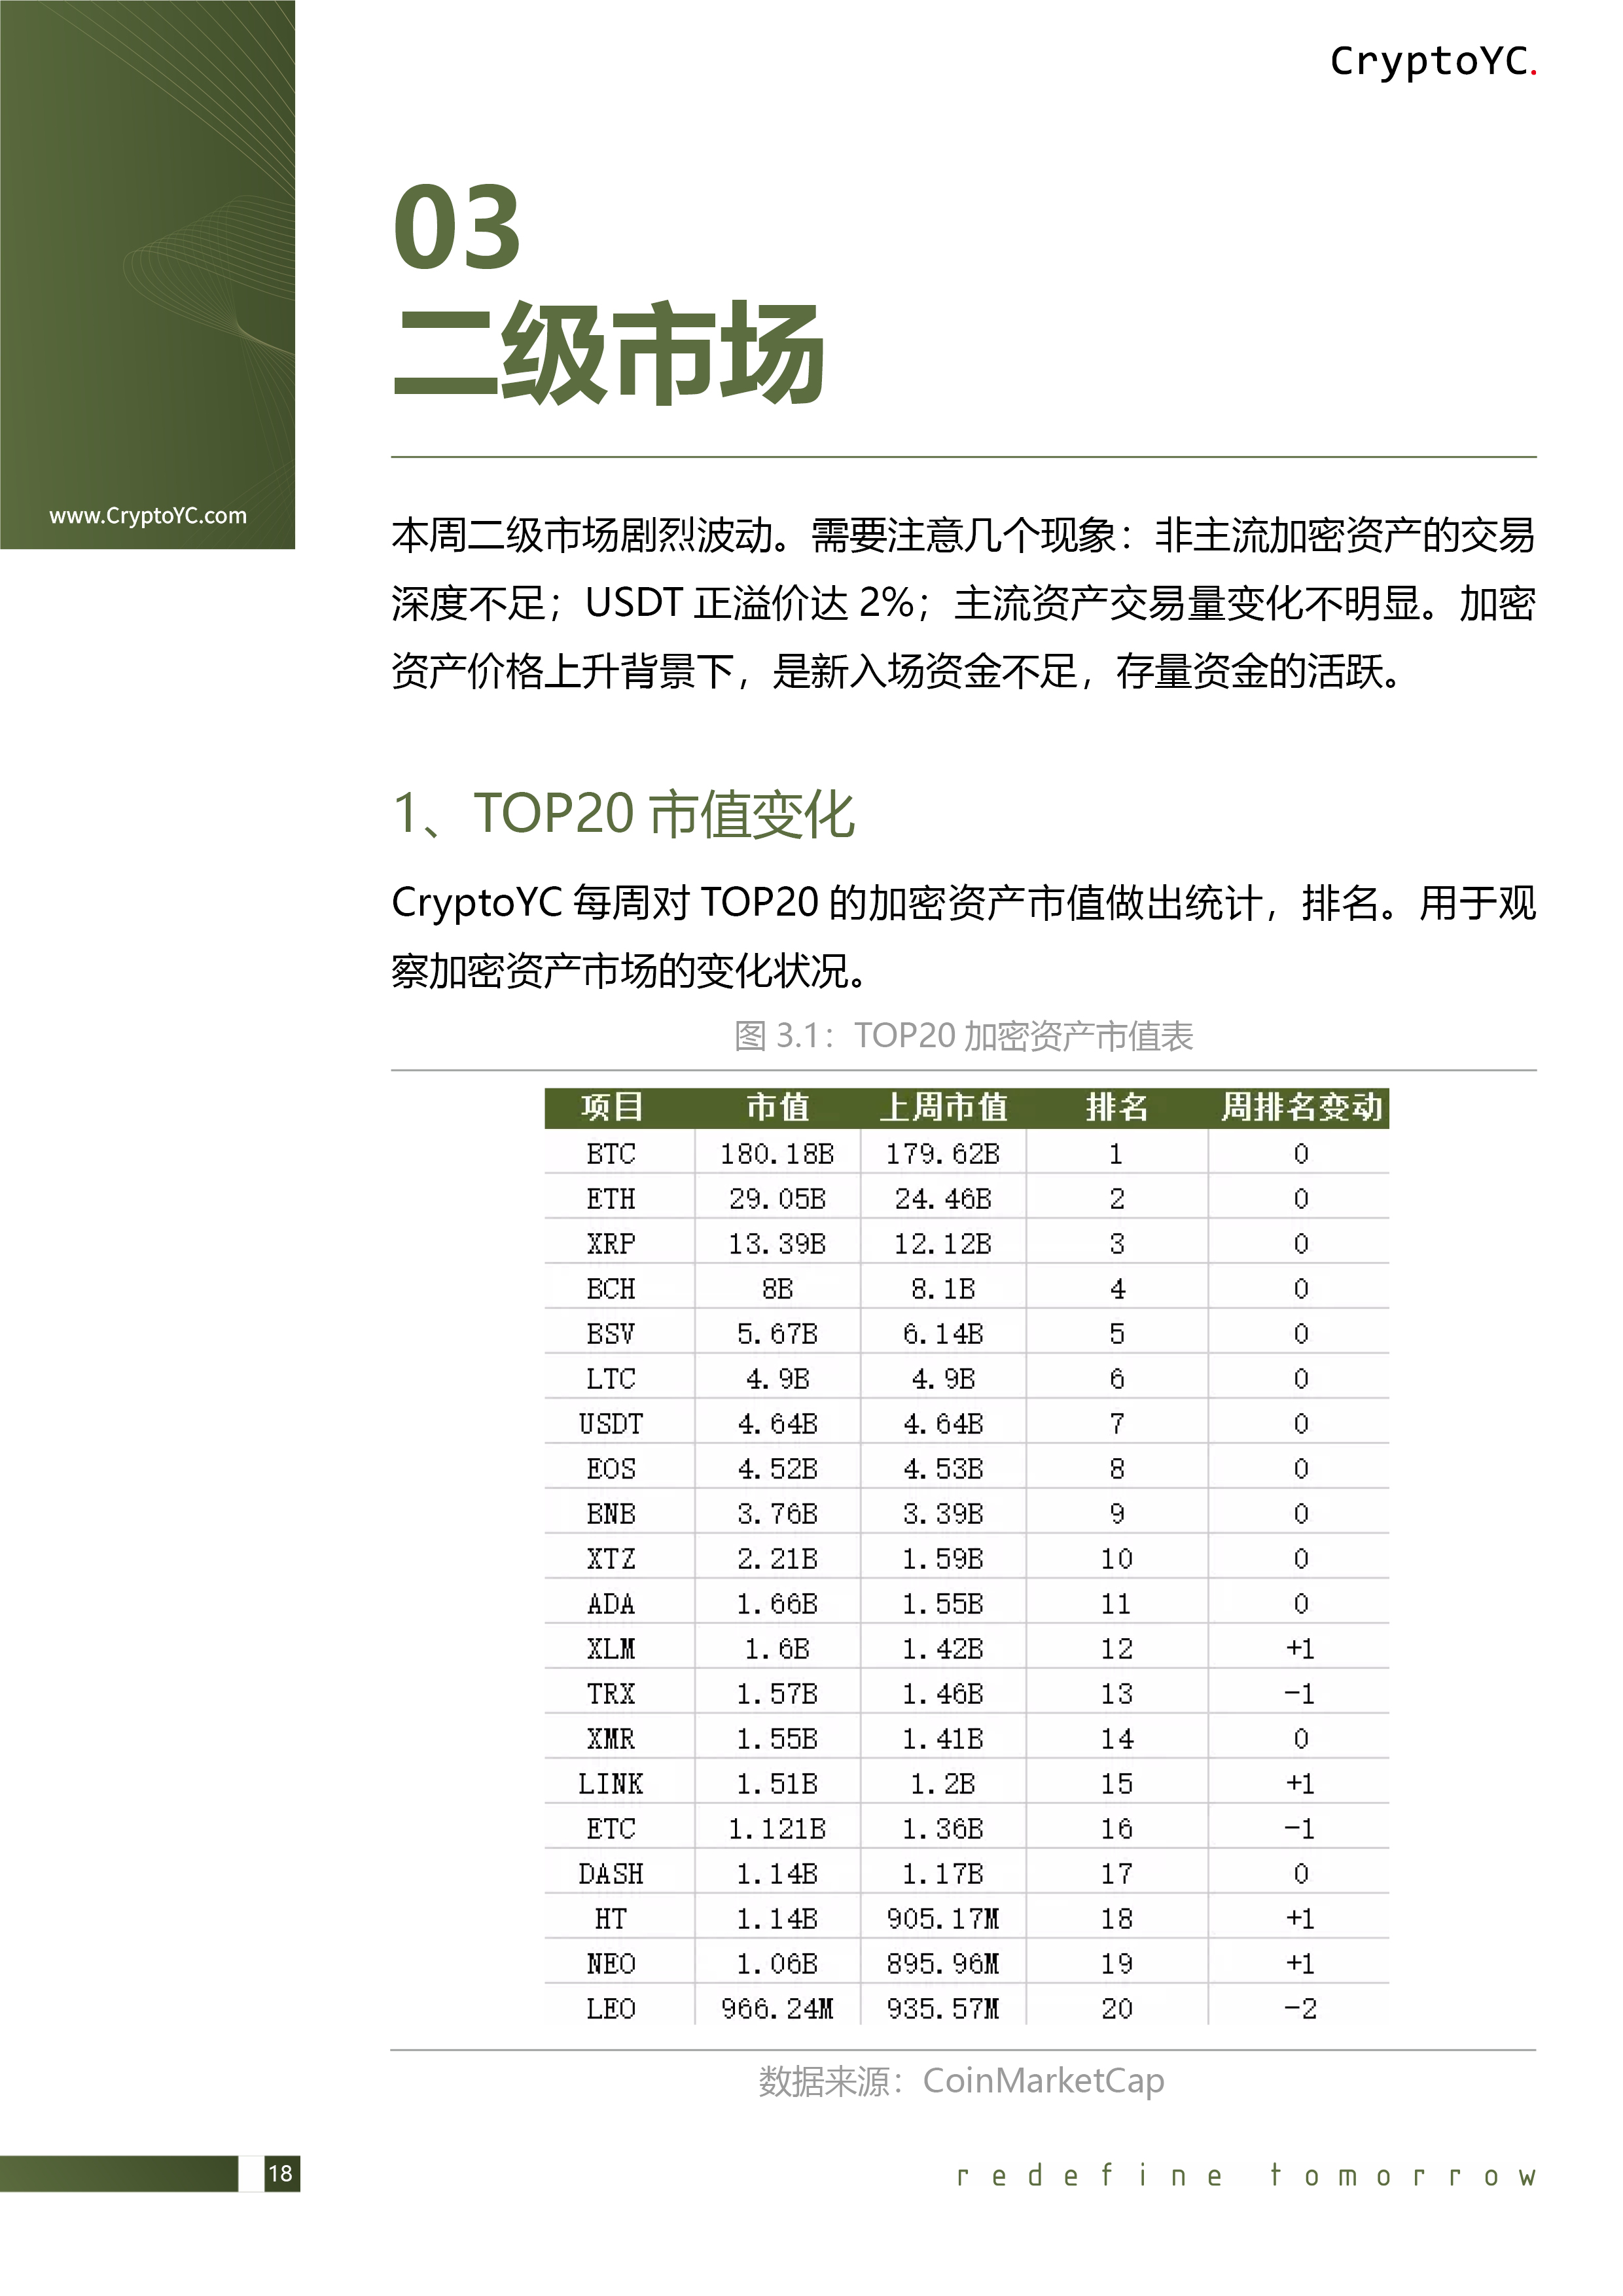 CryptoYC.
03
二级市场
www.CryptoYC.com
本周二级市场剧烈波动。需要注意几个现象：非主流加密资产的交易
深度不足；USDT 正溢价达 2%；主流资产交易量变化不明显。加密
资产价格上升背景下，是新入场资金不足，存量资金的活跃。
1、TOP20 市值变化
CryptoYC 每周对 TOP20 的加密资产市值做出统计，排名。用于观
察加密资产市场的变化状况。
图 3.1：TOP20 加密资产市值表
项目 市值 上周市值 排名 周排名变动
BTC 180.18B 179.62B 1 0
ETH 29.05B 24.46B 2 0
XRP 13.39B 12.12B 3 0
BCH 8B 8.1B 4 0
BSV 5.67B 6.14B 5 0
LTC 4.9B 4.9B 6 0
USDT 4.64B 4.64B 7 0
EOS 4.52B 4.53B 8 0
BNB 3.76B 3.39B 9 0
XTZ 2.21B 1.59B 10 0
ADA 1.66B 1.55B 11 0
XLM 1.6B 1.42B 12 +1
TRX 1.57B 1.46B 13 -1
XMR 1.55B 1.41B 14 0
LINK 1.51B 1.2B 15 +1
ETC 1.121B 1.36B 16 -1
DASH 1.14B 1.17B 17 0
HT 1.14B 905.17M 18 +1
NEO 1.06B 895.96M 19 +1
LEO 966.24M 935.57M 20 -2
数据来源：CoinMarketCap
18
redefine tomorrow